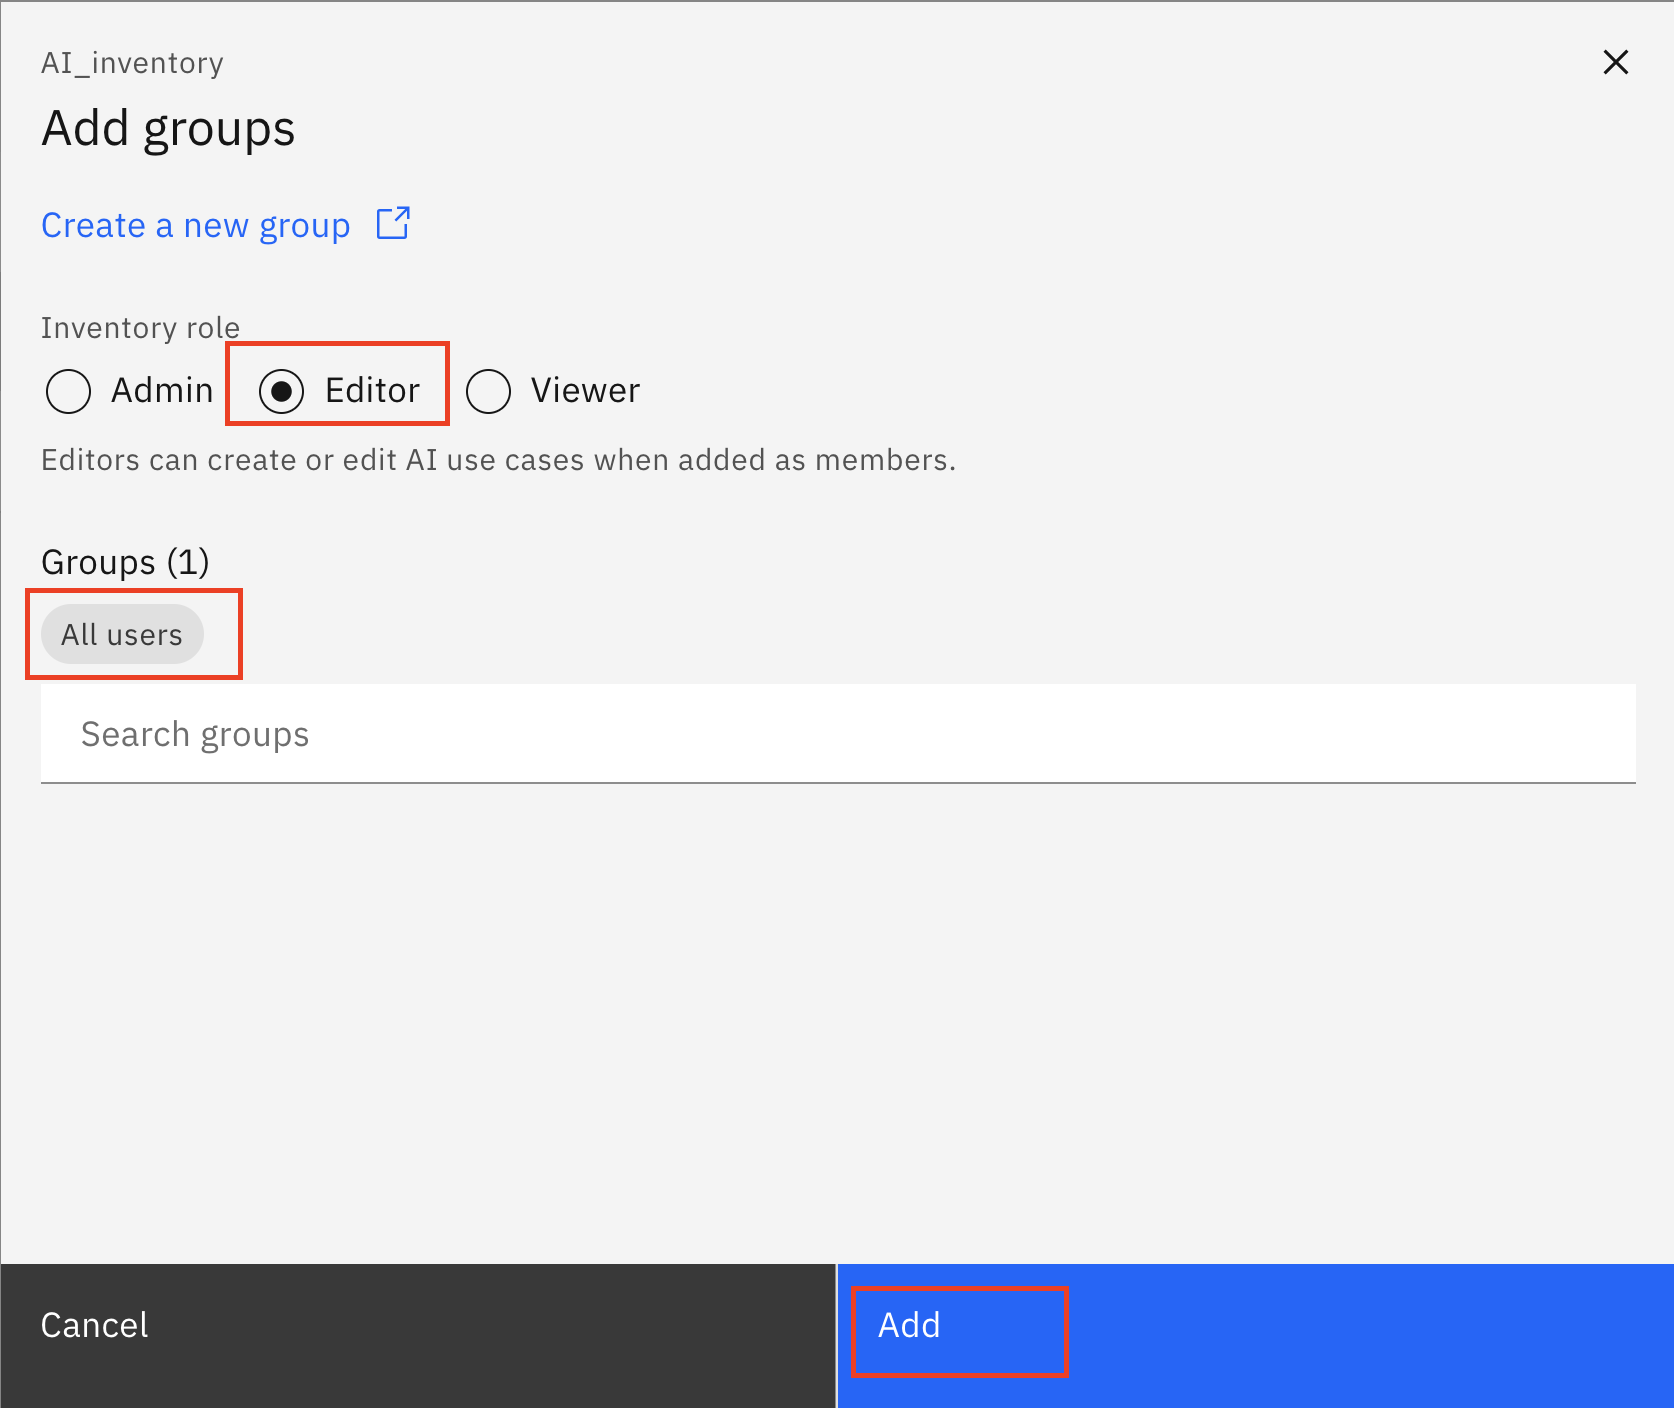 AI_inventory
Add groups
Create a new group
Inventory role
Admin Editor Viewer
Editors can create or edit AI use cases when added as members.
Groups (1)
All users
Search groups
Cancel Add